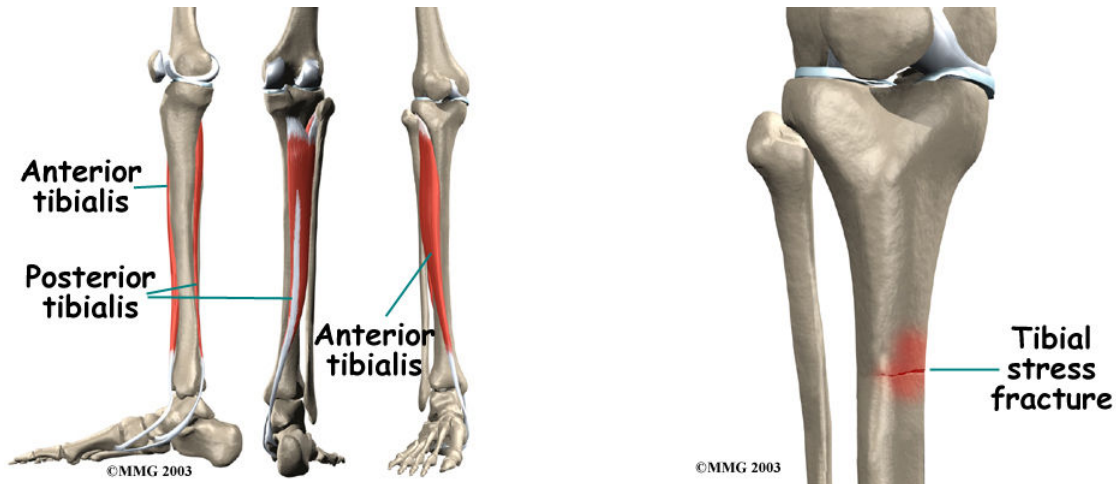 Anterior
tibialis
Posterior
tibialis
Anterior
tibialis
©MMG 2003
Tibial
stress
fracture
©MMG 2003